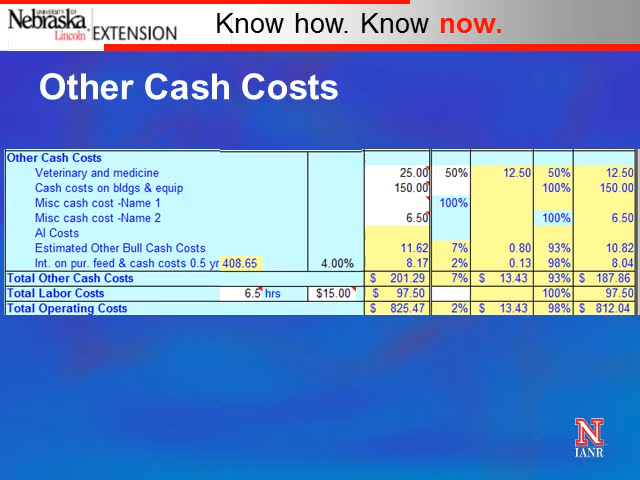 UNIVERSITY OF
Nebraska
Lincoln EXTENSION
Know how. Know now.
Other Cash Costs
Other Cash Costs
Veterinary and medicine 25.00 50% 12.50 50% 12.50
Cash costs on bldgs & equip 150.00 100% 150.00
Misc cash cost -Name 1 100%
Misc cash cost -Name 2 6.50 100% 6.50
AI Costs
Estimated Other Bull Cash Costs 11.62 7% 0.80 93% 10.82
Int. on pur. feed & cash costs 0.5 yr 408.65 4.00% 8.17 2% 0.13 98% 8.04
Total Other Cash Costs $ 201.29 7% $ 13.43 93% $ 187.86
Total Labor Costs 6.5 hrs $15.00 $ 97.50 100% 97.50
Total Operating Costs $ 825.47 2% $ 13.43 98% $ 812.04
N
IANR